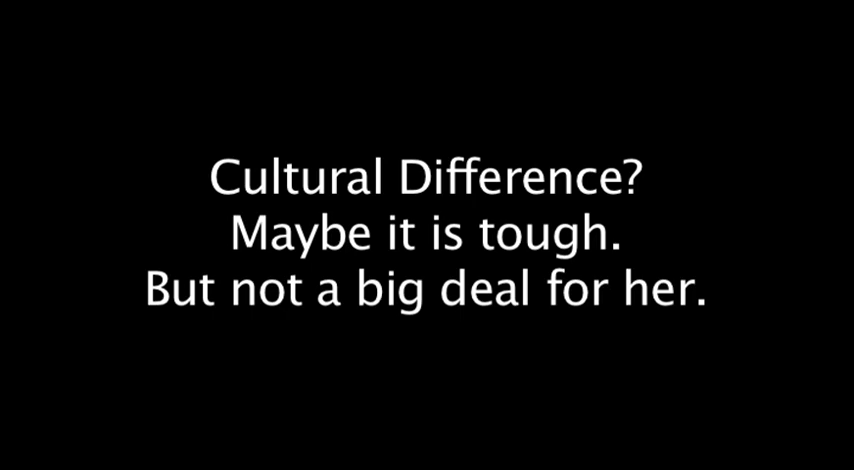 Cultural Difference?
Maybe it is tough.
But not a big deal for her.